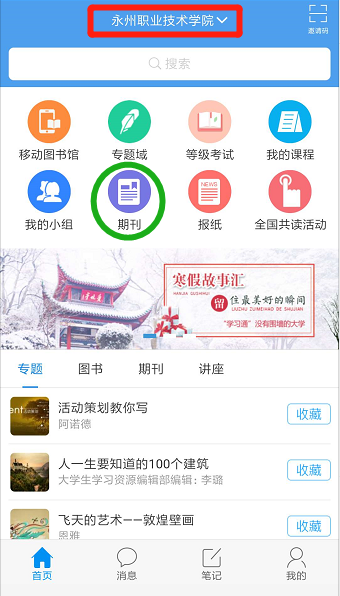 永州职业技术学院
邀请码
搜索
移动图书馆 专题域 等级考试 我的课程
NEWS
我的小组 期刊 报纸 全国共读活动
寒假故事汇
HANJIA GUSHIHUI
留 住最美好的瞬间
LIUZHU ZUIMEIHAO DE SHUNJIAN
“学习通”没有围墙的大学
专题 图书 期刊 讲座
活动策划教你写
阿诺德
收藏
人一生要知道的100个建筑
大学生学习资源编辑部编辑: 李璐
收藏
飞天的艺术——敦煌壁画
恩雅
收藏
首页 消息 笔记 我的